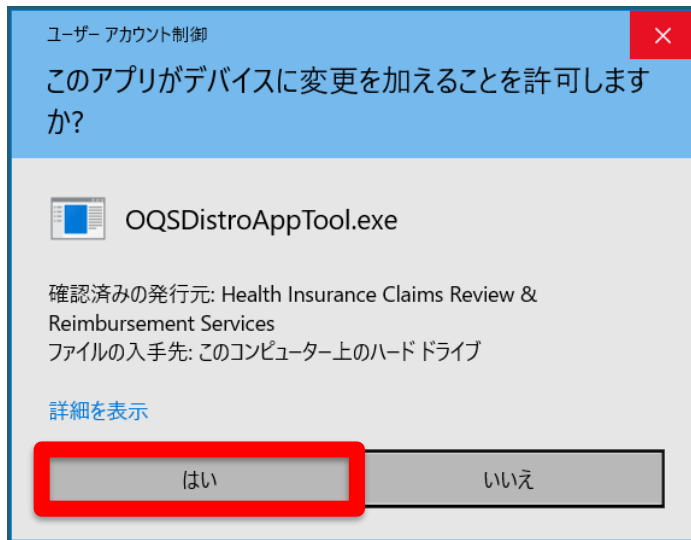 ユーザー アカウント制御
このアプリがデバイスに変更を加えることを許可します
か?
OQSDistroAppTool.exe
確認済みの発行元: Health Insurance Claims Review &
Reimbursement Services
ファイルの入手先: このコンピューター上のハード ドライブ
詳細を表示
はい
いいえ